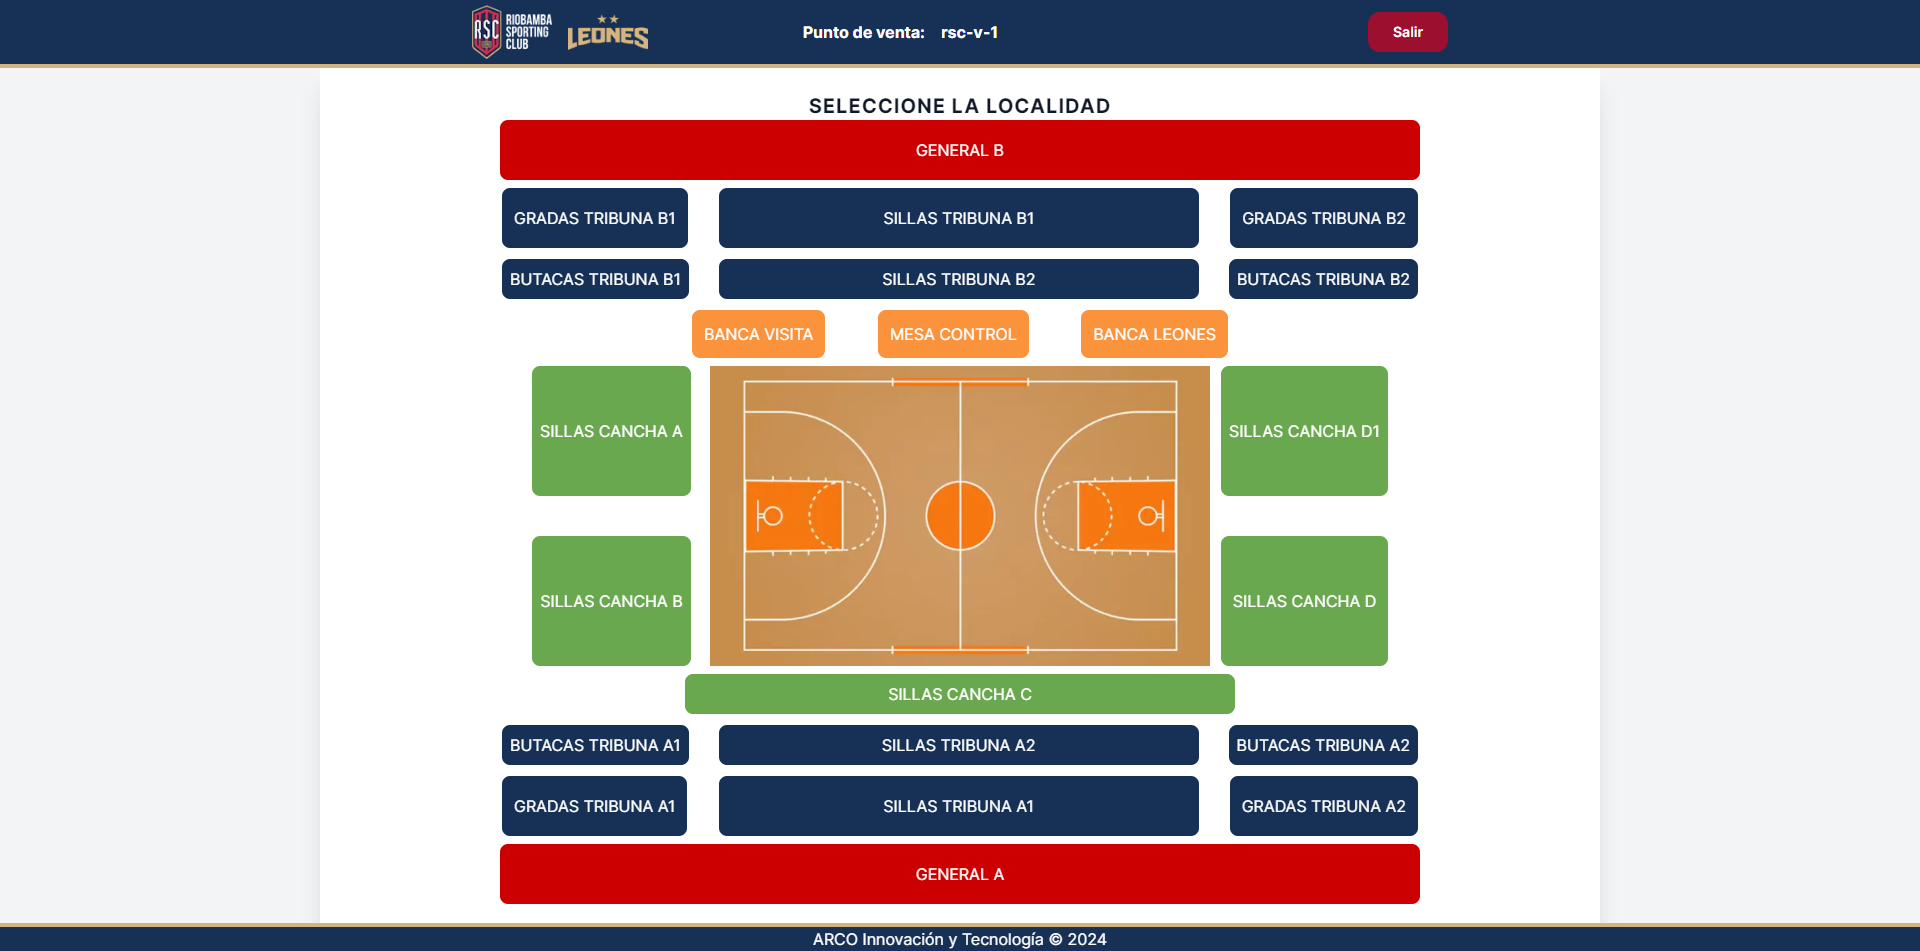 RSC
RIOBAMBA
SPORTING
CLUB
LEONES
Punto de venta: rsc-v-1
Salir
SELECCIONE LA LOCALIDAD
GENERAL B
GRADAS TRIBUNA B1
SILLAS TRIBUNA B1
GRADAS TRIBUNA B2
BUTACAS TRIBUNA B1
SILLAS TRIBUNA B2
BUTACAS TRIBUNA B2
BANCA VISITA
MESA CONTROL
BANCA LEONES
SILLAS CANCHA A
SILLAS CANCHA D1
SILLAS CANCHA B
SILLAS CANCHA D
SILLAS CANCHA C
BUTACAS TRIBUNA A1
SILLAS TRIBUNA A2
BUTACAS TRIBUNA A2
GRADAS TRIBUNA A1
SILLAS TRIBUNA A1
GRADAS TRIBUNA A2
GENERAL A
ARCO Innovación y Tecnología © 2024